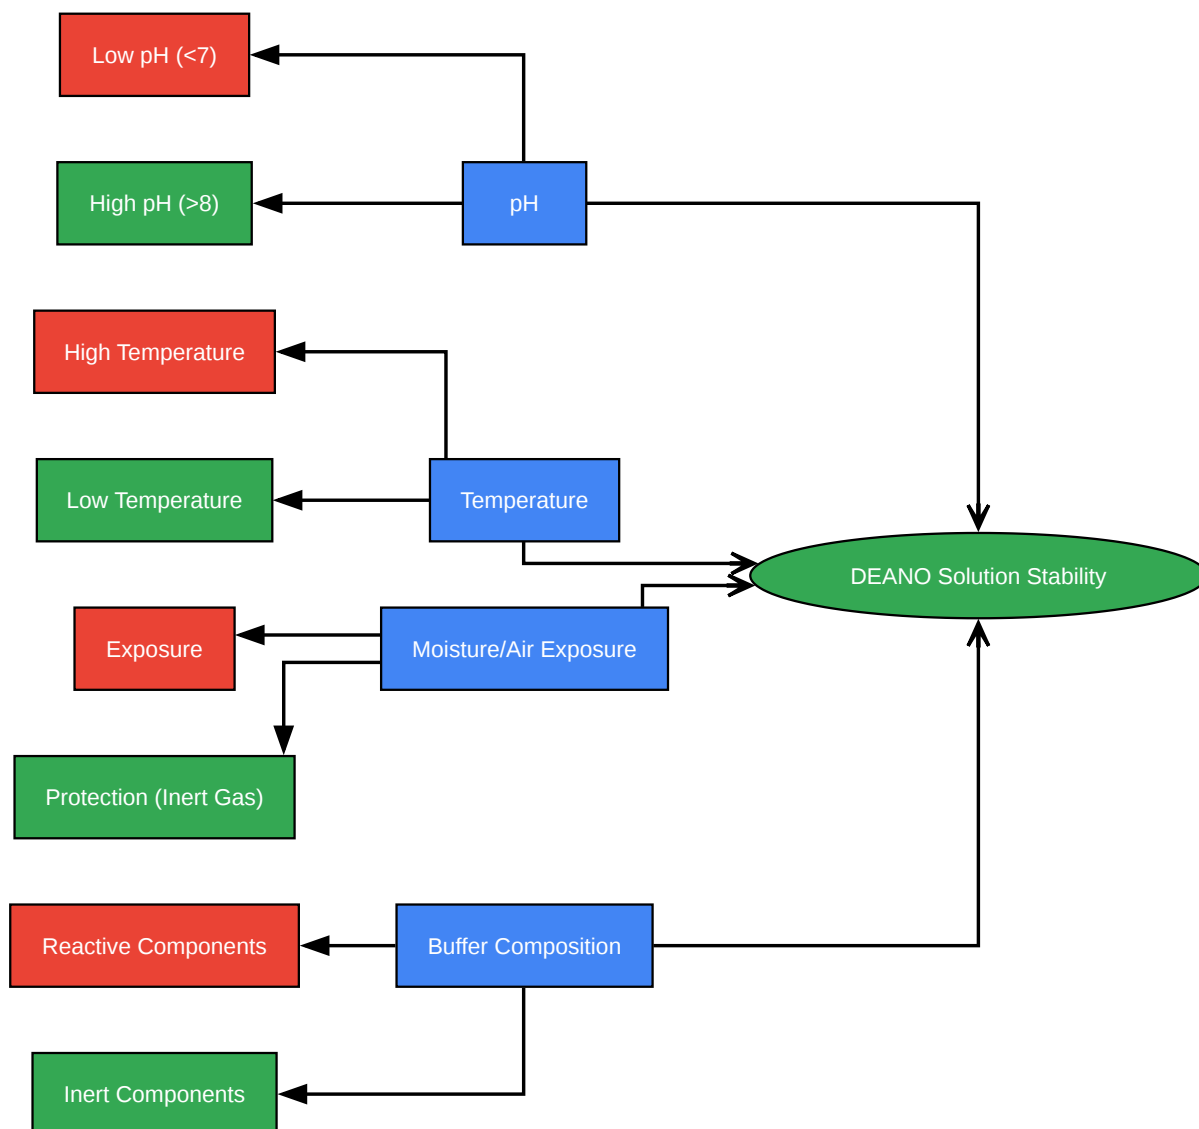 Low pH (<7)
High pH (>8)
pH
High Temperature
Low Temperature
Temperature
DEANO Solution Stability
Exposure
Moisture/Air Exposure
Protection (Inert Gas)
Reactive Components
Buffer Composition
Inert Components